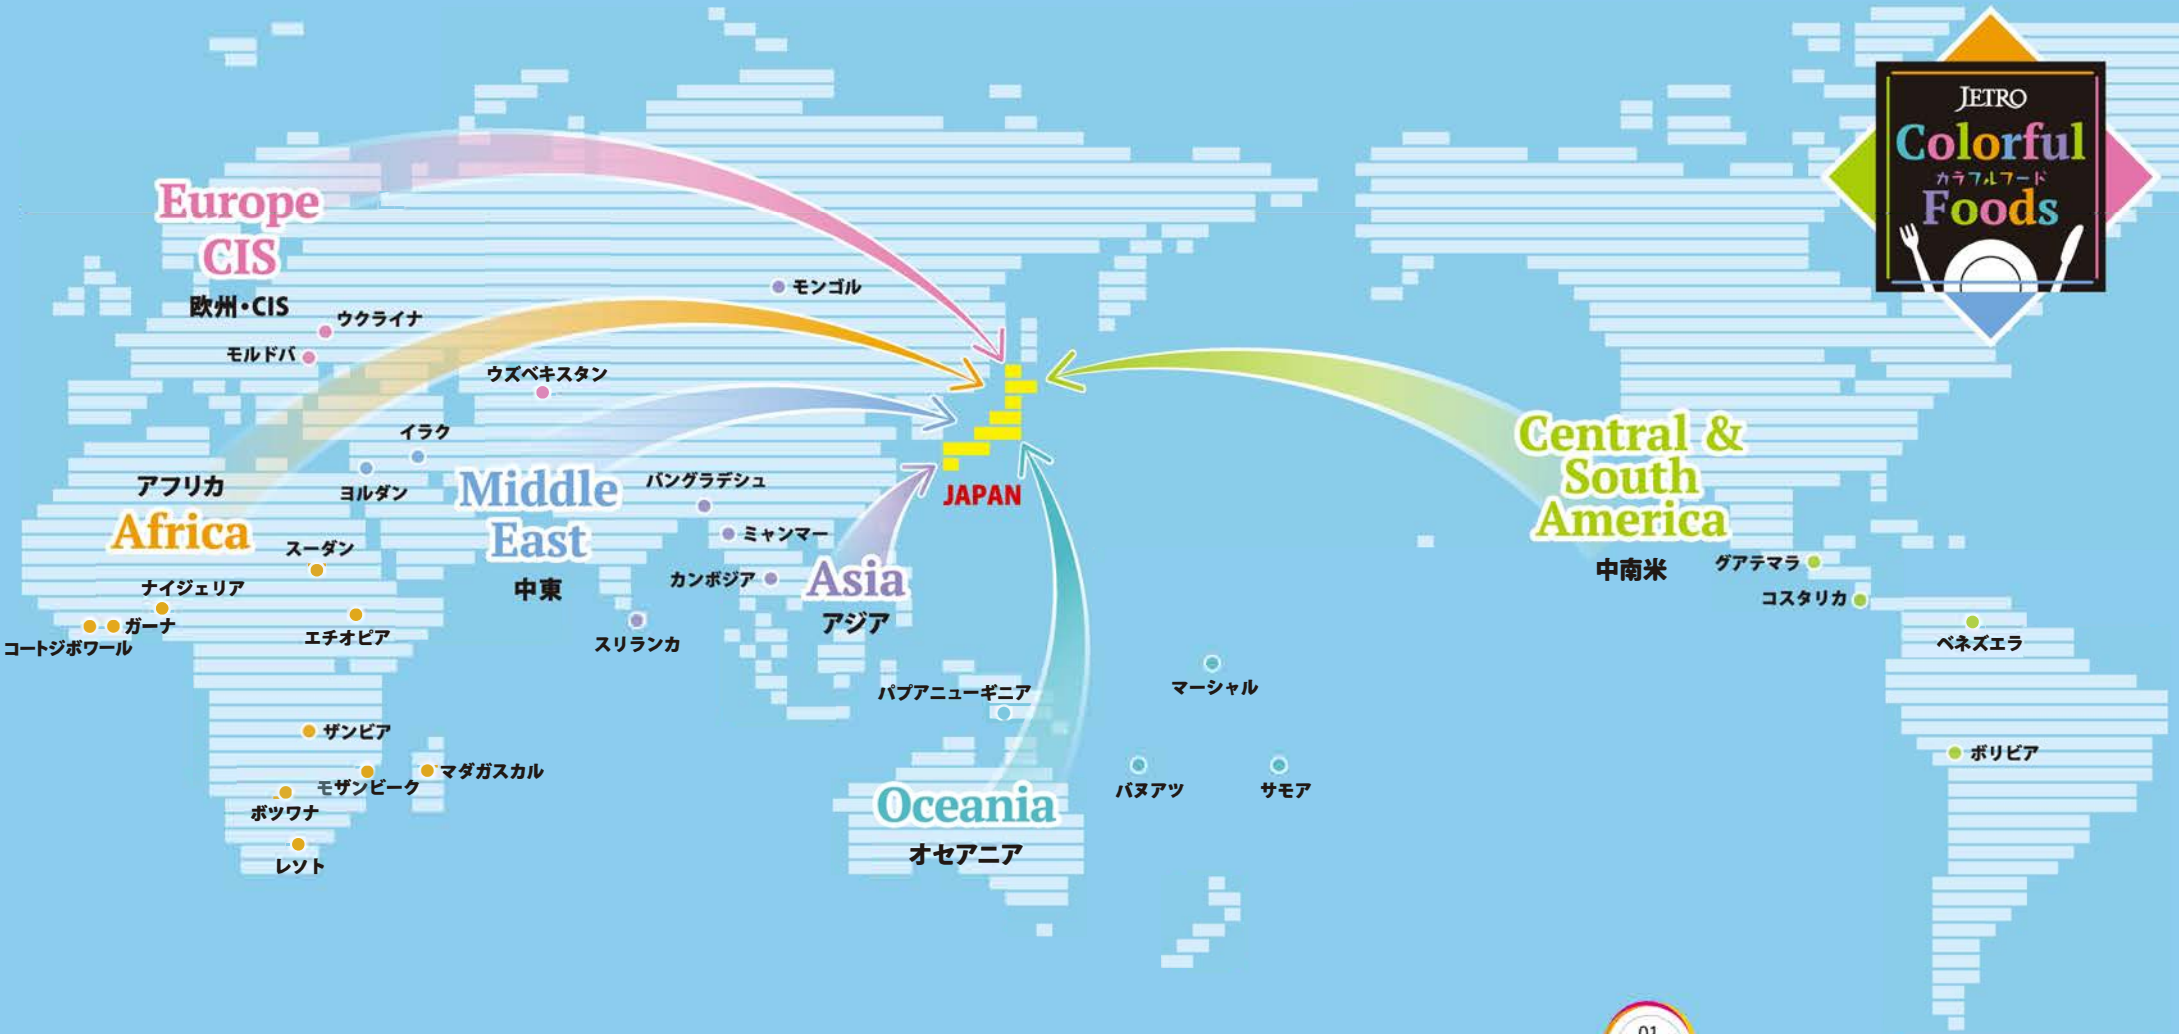 JETRO
Colorful
カラフルフード
Foods
Europe
CIS
欧州・CIS
モンゴル
ウクライナ
モルドバ
ウズベキスタン
イラク
ヨルダン
アフリカ
Africa
Middle
East
中東
バングラデシュ
ミャンマー
カンボジア
スリランカ
Asia
アジア
JAPAN
Central &
South
America
中南米
グアテマラ
コスタリカ
ベネズエラ
ボリビア
スーダン
ナイジェリア
ガーナ
コートジボワール
エチオピア
ザンビア
モザンビーク
マダガスカル
ボツワナ
レソト
パプアニューギニア
マーシャル
バヌアツ
サモア
Oceania
オセアニア
01